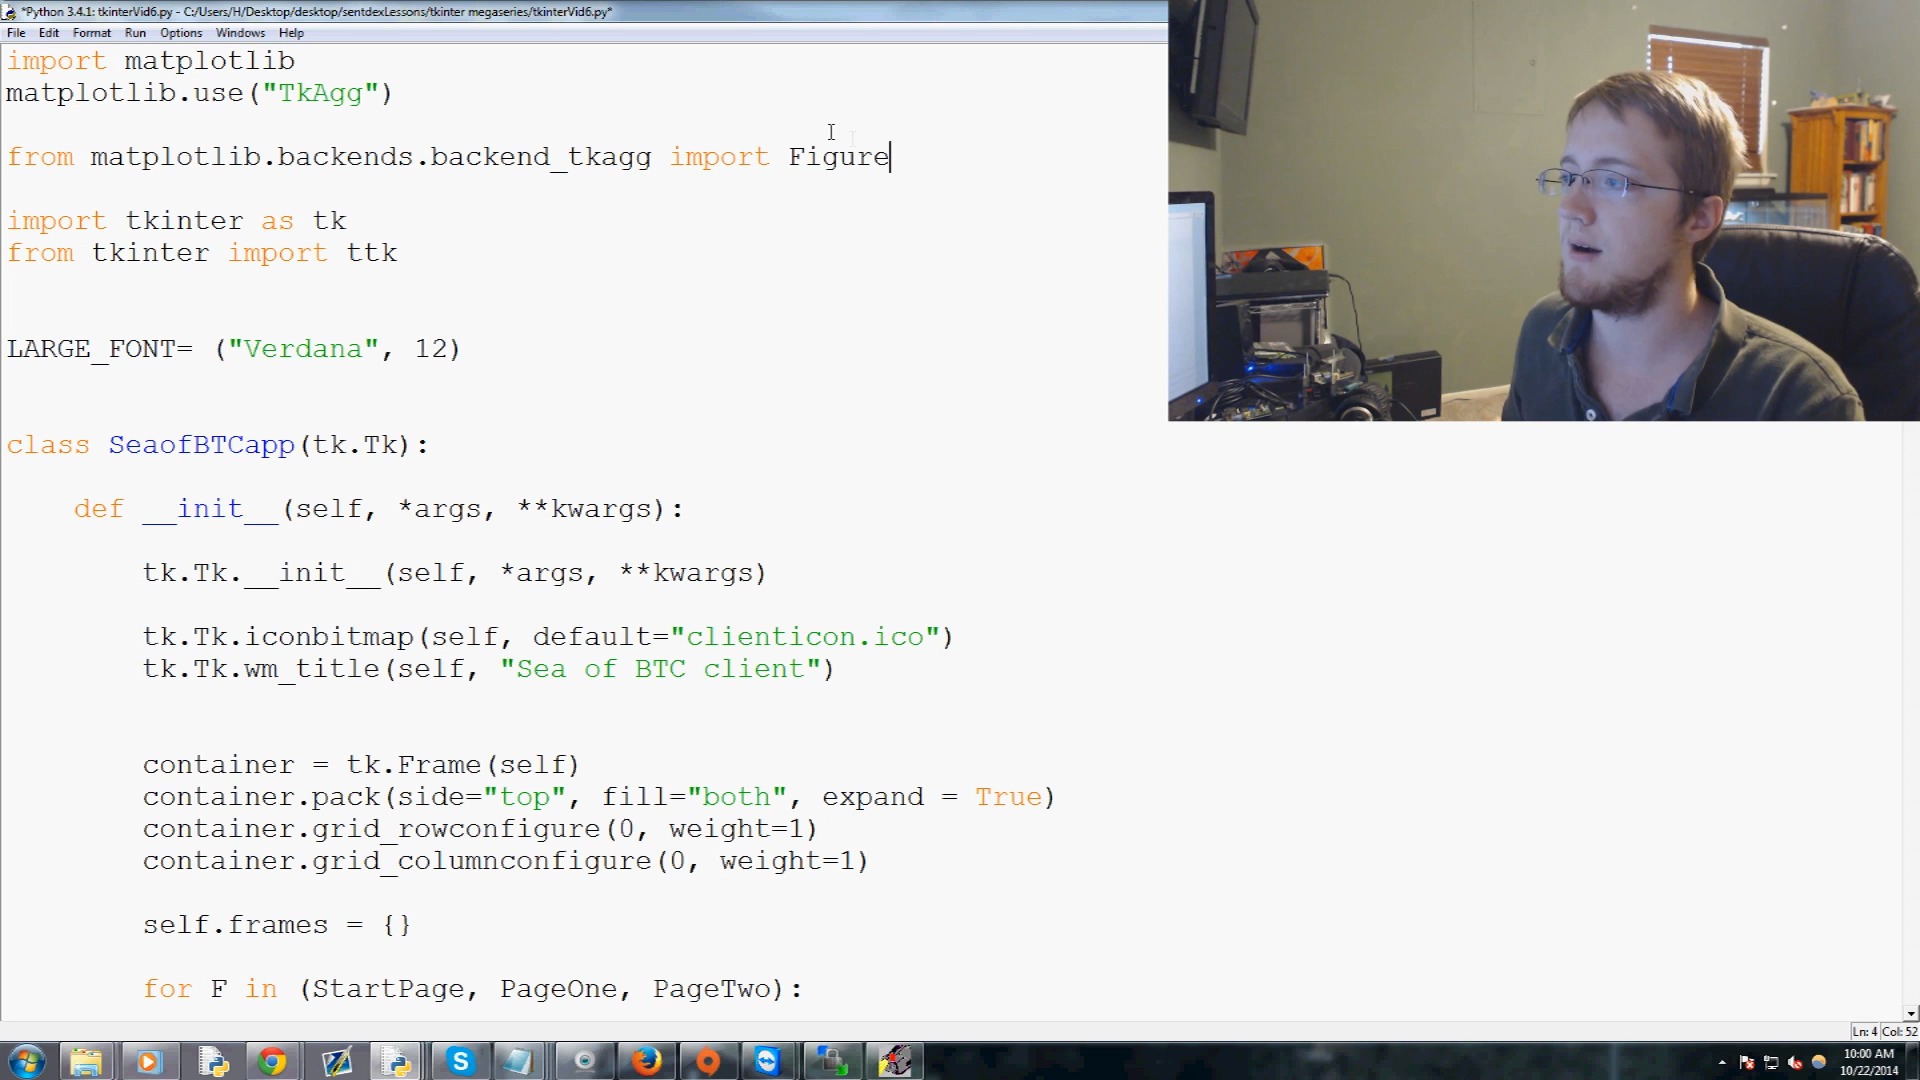 *Python 3.4.1: tkinterVid6.py - C:/Users/H/Desktop/desktop/sentdexLessons/tkinter megaseries/tkinterVid6.py*
File Edit Format Run Options Windows Help
import matplotlib
matplotlib.use("TkAgg")
from matplotlib.backends.backend_tkagg import Figure
import tkinter as tk
from tkinter import ttk
LARGE_FONT= ("Verdana", 12)
class SeaofBTCapp(tk.Tk):
def __init__(self, *args, **kwargs):
tk.Tk.__init__(self, *args, **kwargs)
tk.Tk.iconbitmap(self, default="clienticon.ico")
tk.Tk.wm_title(self, "Sea of BTC client")
container = tk.Frame(self)
container.pack(side="top", fill="both", expand = True)
container.grid_rowconfigure(0, weight=1)
container.grid_columnconfigure(0, weight=1)
self.frames = {}
for F in (StartPage, PageOne, PageTwo):
Ln: 4 Col: 52
10:00 AM
10/22/2014